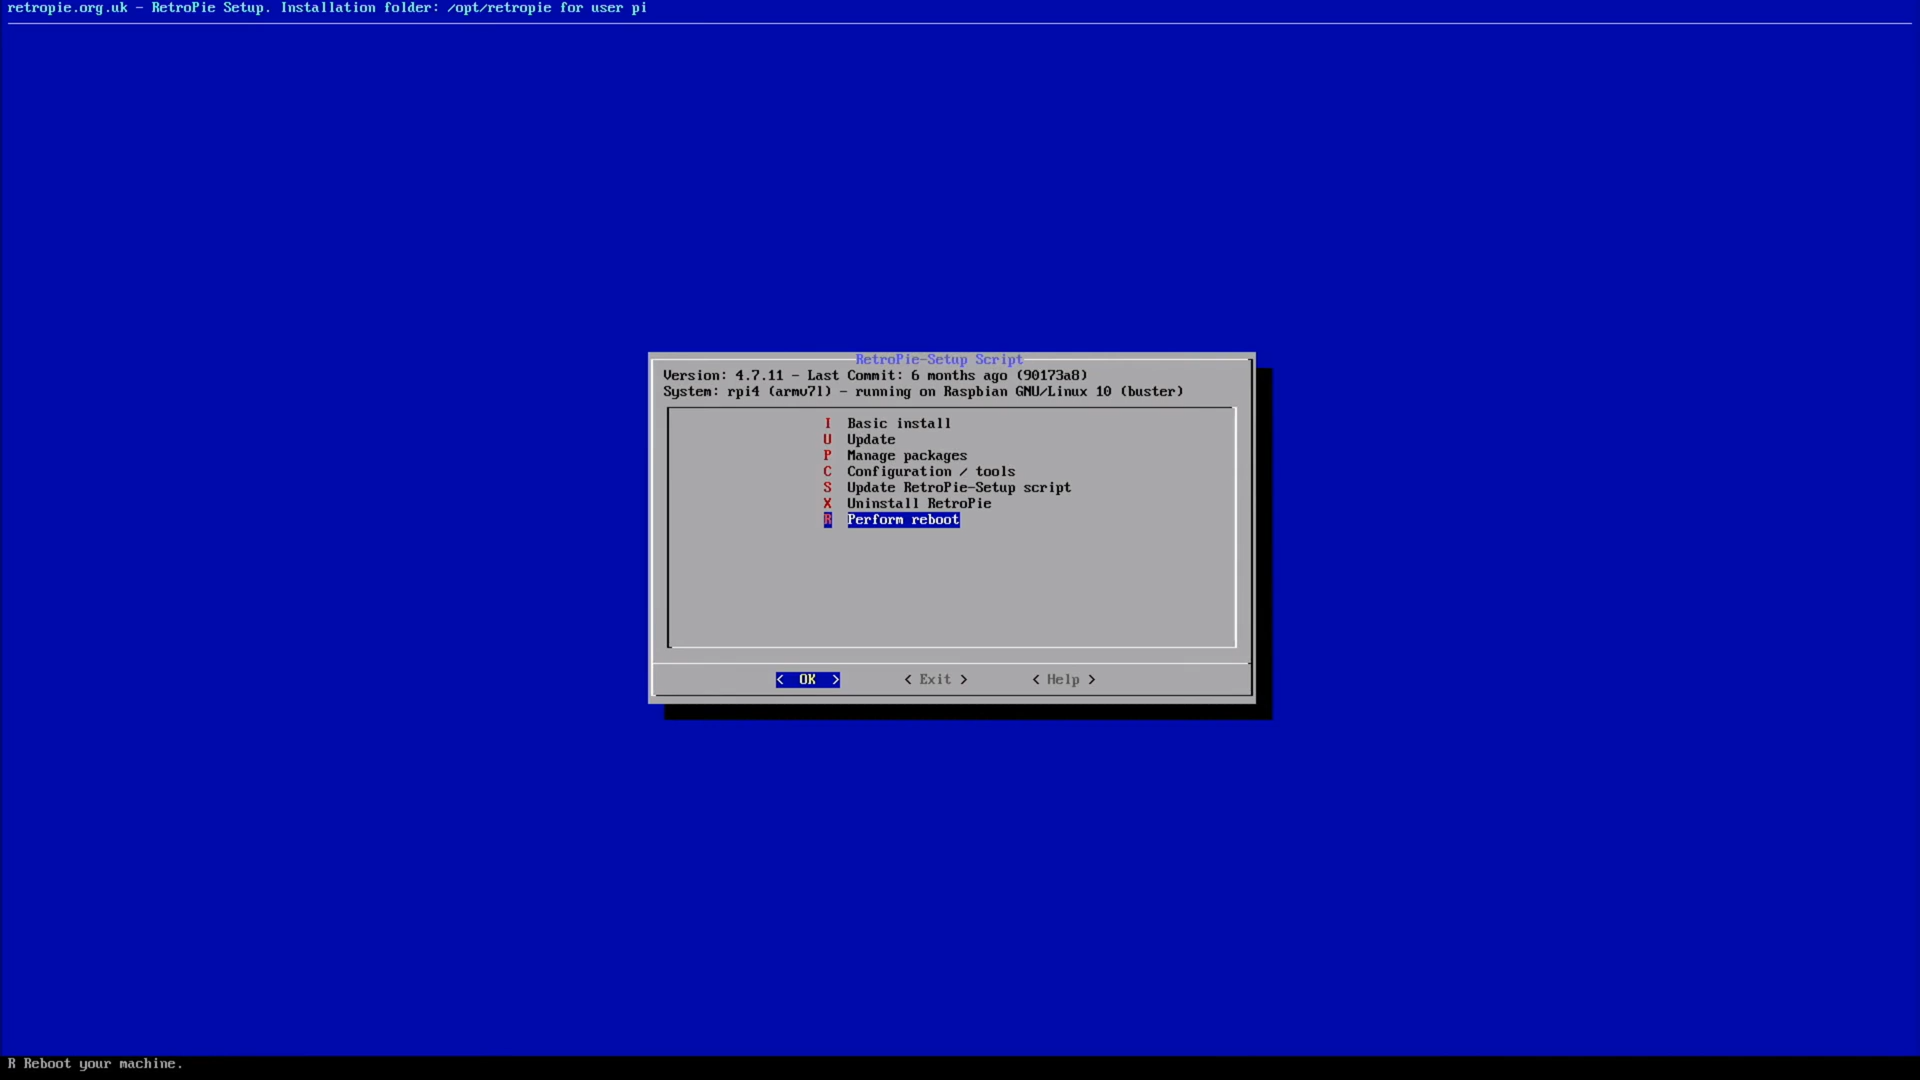 retropie.org.uk - RetroPie Setup. Installation folder: /opt/retropie for user pi
RetroPie-Setup Script
Version: 4.7.11 - Last Commit: 6 months ago (90173a8)
System: rpi4 (armv7l) - running on Raspbian GNU/Linux 10 (buster)
I Basic install
U Update
P Manage packages
C Configuration / tools
S Update RetroPie-Setup script
X Uninstall RetroPie
R Perform reboot
< OK > < Exit > < Help >
R Reboot your machine.